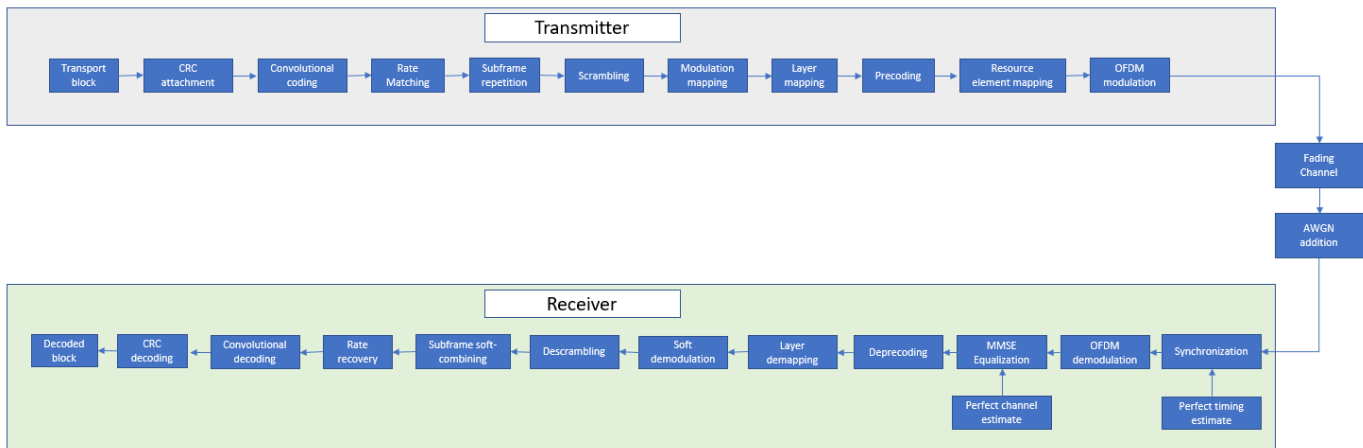 Transmitter
Transport
block
CRC
attachment
Convolutional
coding
Rate
Matching
Subframe
repetition
Scrambling
Modulation
mapping
Layer
mapping
Precoding
Resource
element mapping
OFDM
modulation
Fading
Channel
AWGN
addition
Receiver
Decoded
block
CRC
decoding
Convolutional
decoding
Rate
recovery
Subframe soft-
combining
Descrambling
Soft
demodulation
Layer
demapping
Deprecoding
MMSE
Equalization
OFDM
demodulation
Synchronization
Perfect channel
estimate
Perfect timing
estimate